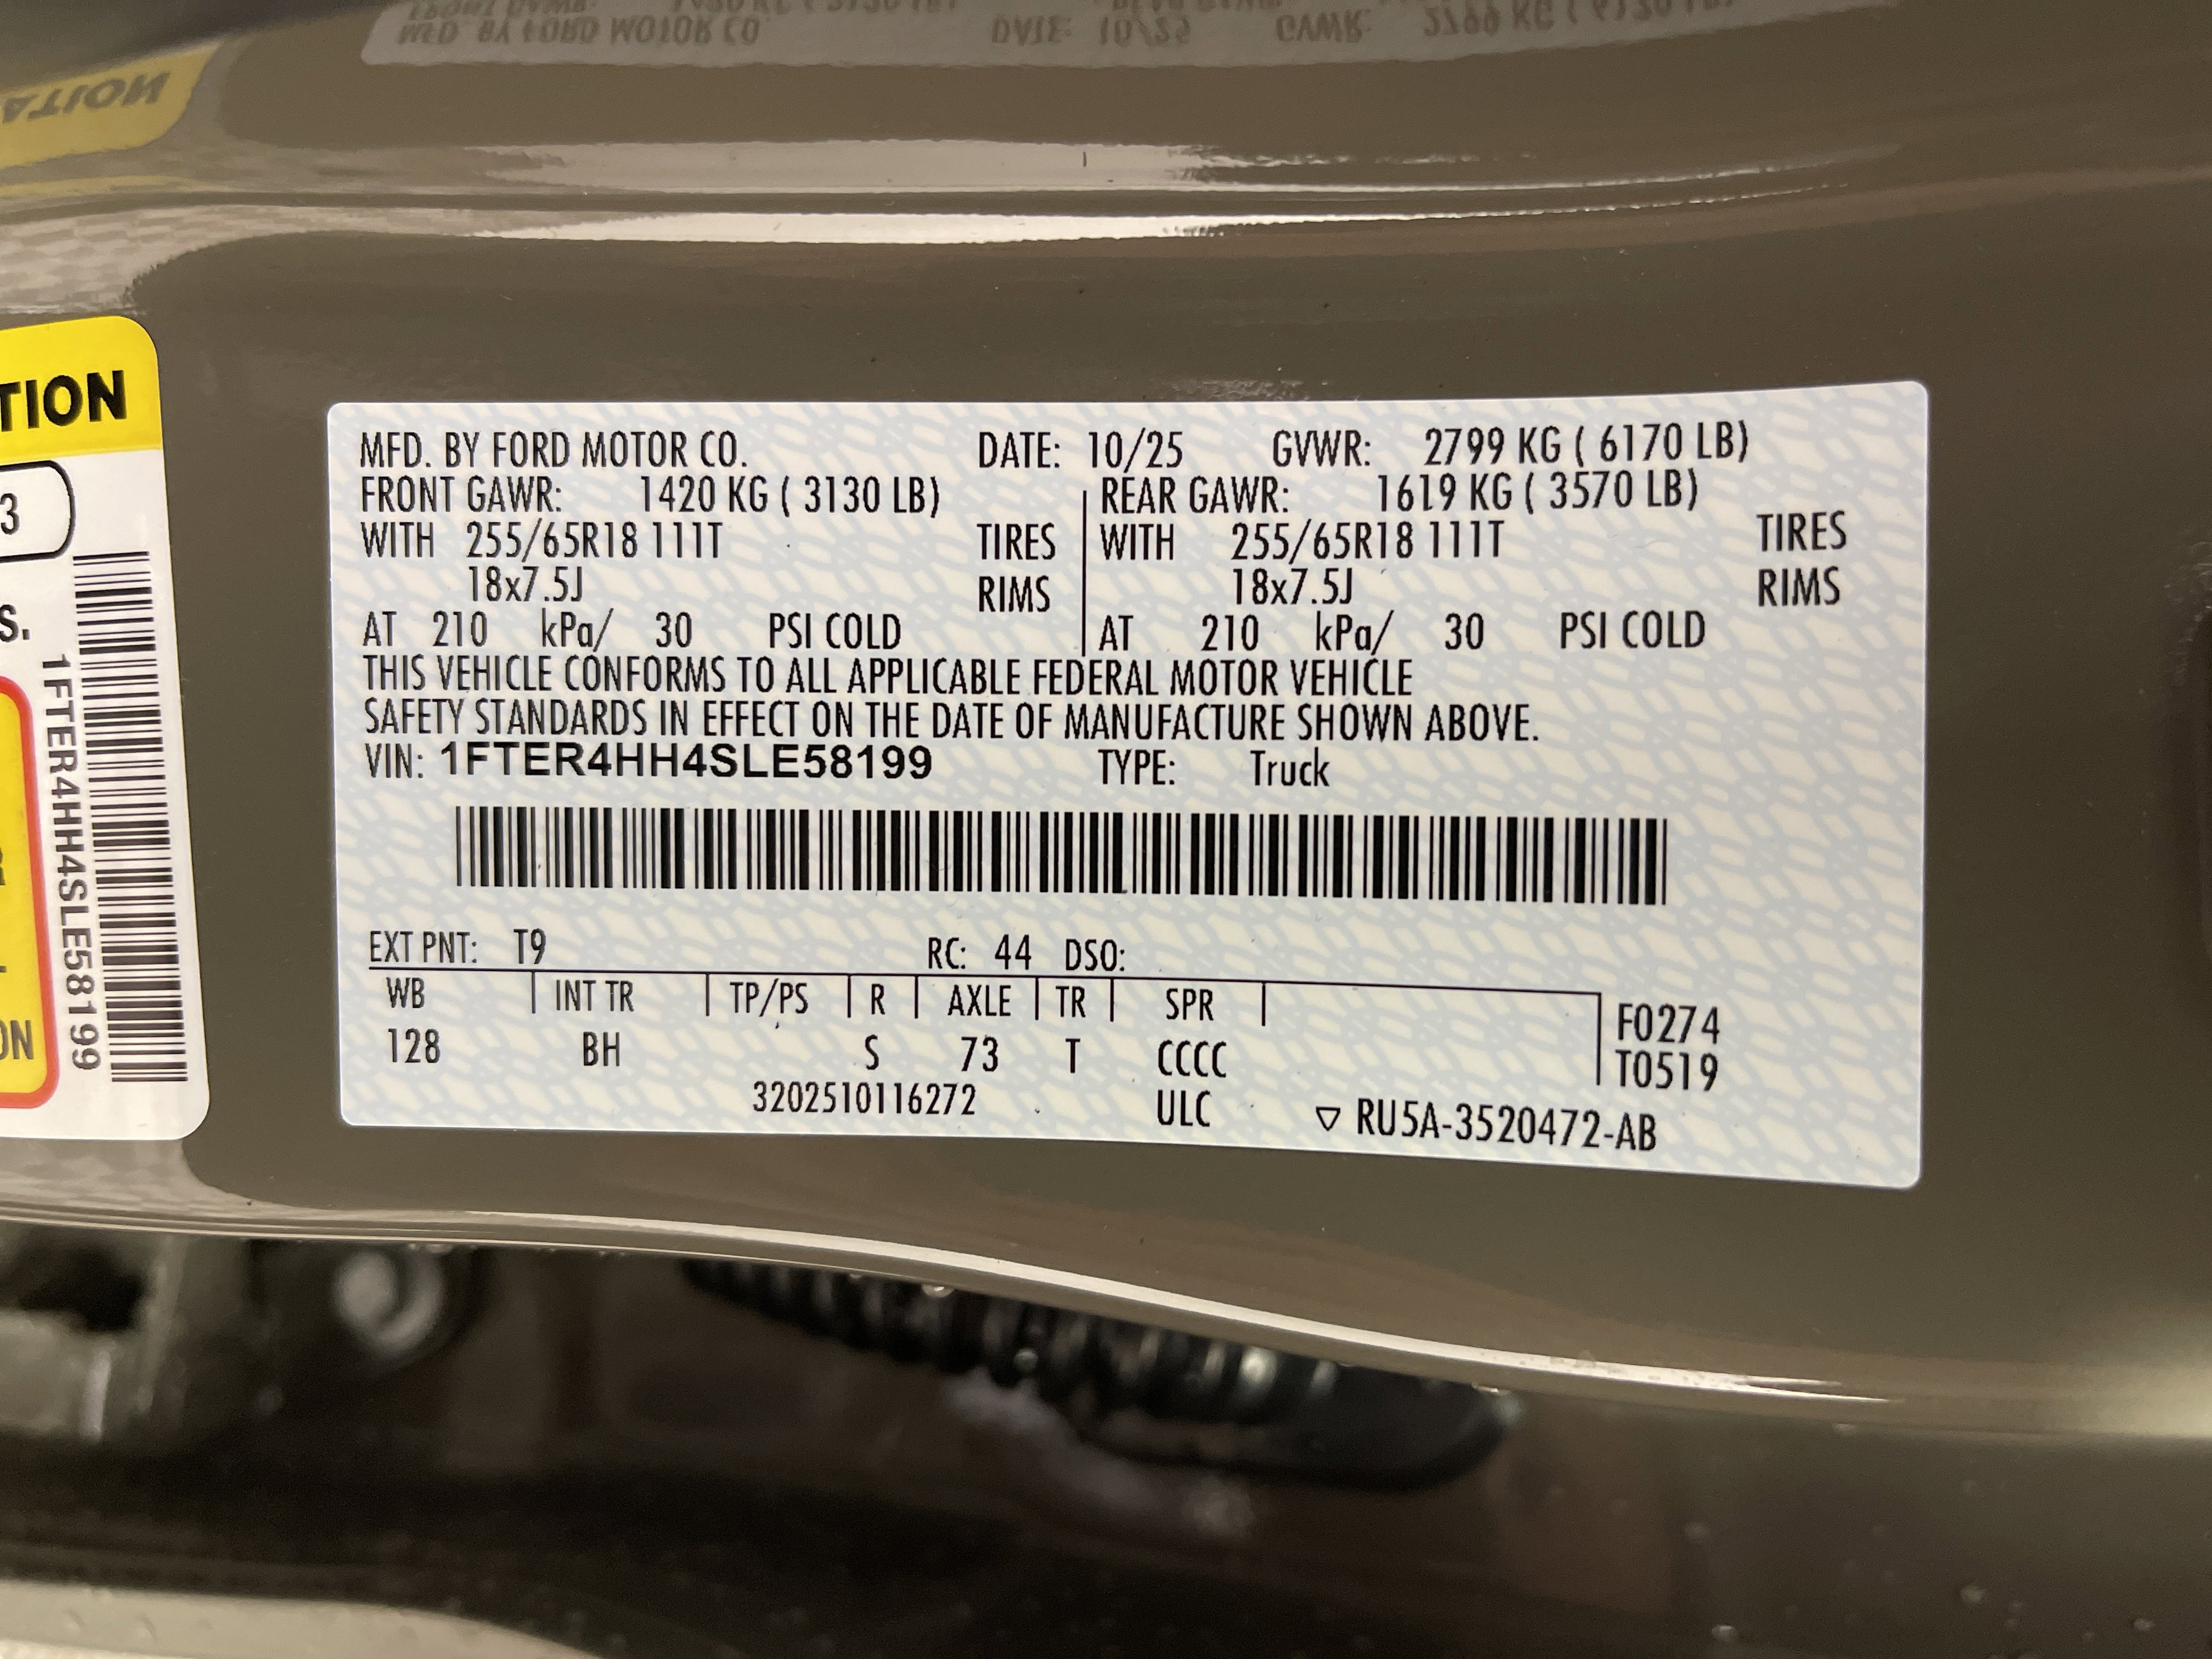 MFD. BY FORD MOTOR CO. DATE: 10/25 GVWR: 2799 KG ( 6170 LB)
FRONT GAWR: 1420 KG ( 3130 LB) REAR GAWR: 1619 KG ( 3570 LB)
WITH 255/65R18 111T TIRES WITH 255/65R18 111T TIRES
18x7.5J RIMS 18x7.5J RIMS
AT 210 kPa/ 30 PSI COLD AT 210 kPa/ 30 PSI COLD
THIS VEHICLE CONFORMS TO ALL APPLICABLE FEDERAL MOTOR VEHICLE
SAFETY STANDARDS IN EFFECT ON THE DATE OF MANUFACTURE SHOWN ABOVE.
VIN: 1FTER4HH4SLE58199 TYPE: Truck
EXT PNT: T9 RC: 44 DSO:
WB INT TR TP/PS R AXLE TR SPR
128 BH S 73 T CCCC
F0274
T0519
3202510116272 ULC ▽ RU5A-3520472-AB
TION
3
S.
1FTER4HH4SLE58199
ON